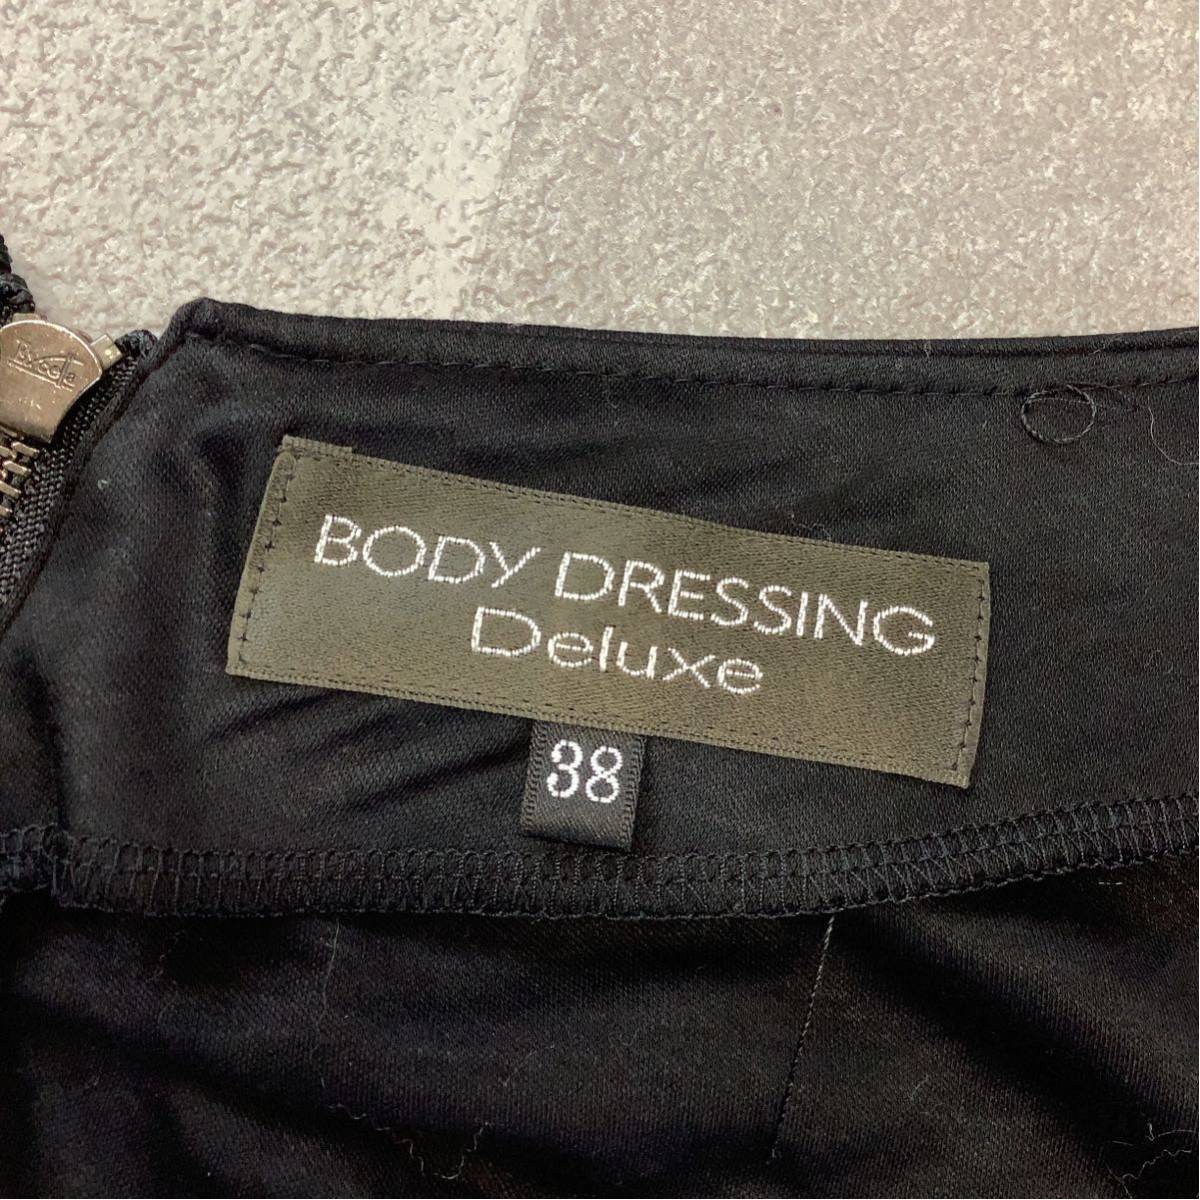 BODY DRESSING
Deluxe
38